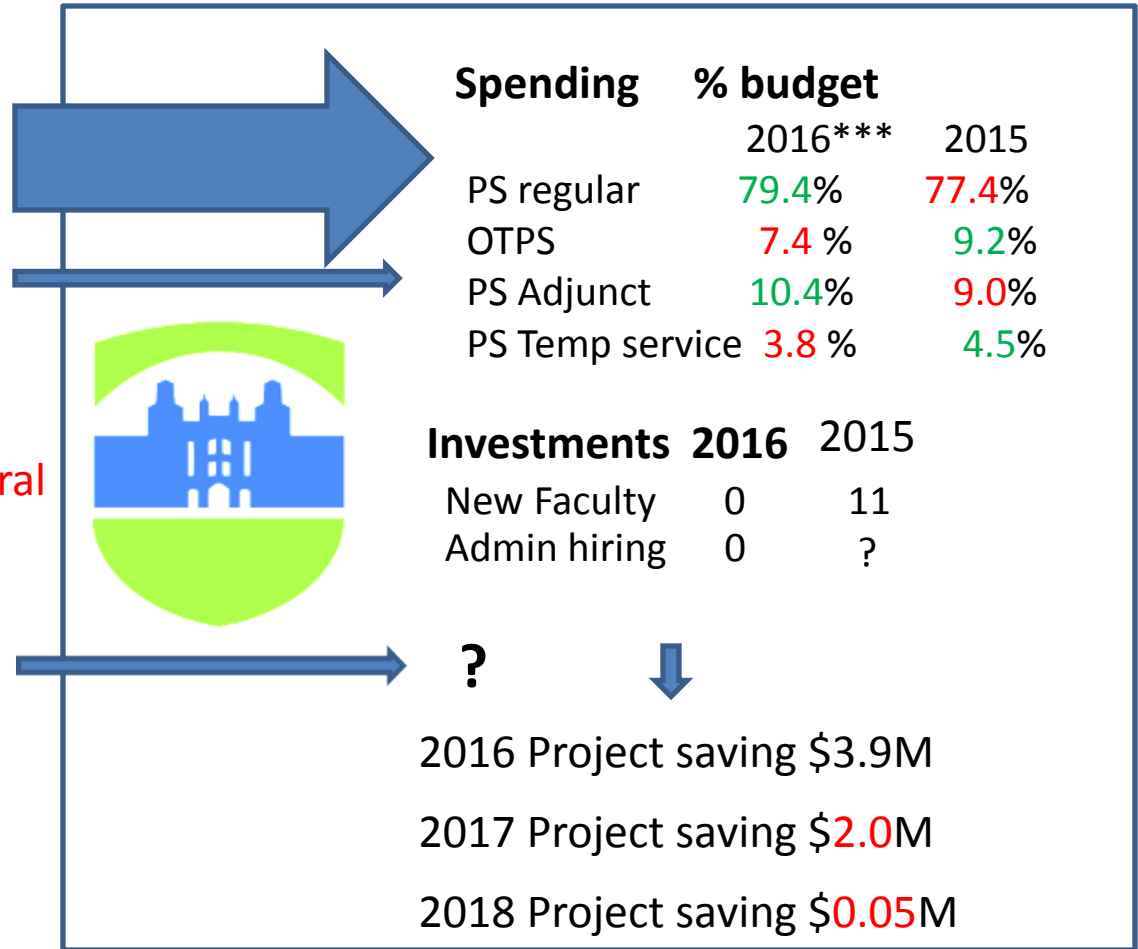 Spending % budget
2016*** 2015
PS regular 79.4% 77.4%
OTPS 7.4 % 9.2%
PS Adjunct 10.4% 9.0%
PS Temp service 3.8 % 4.5%
Investments 2016 2015
ral
New Faculty 0 11
Admin hiring 0 ?
?
2016 Project saving $3.9M
2017 Project saving $2.0M
2018 Project saving $0.05M